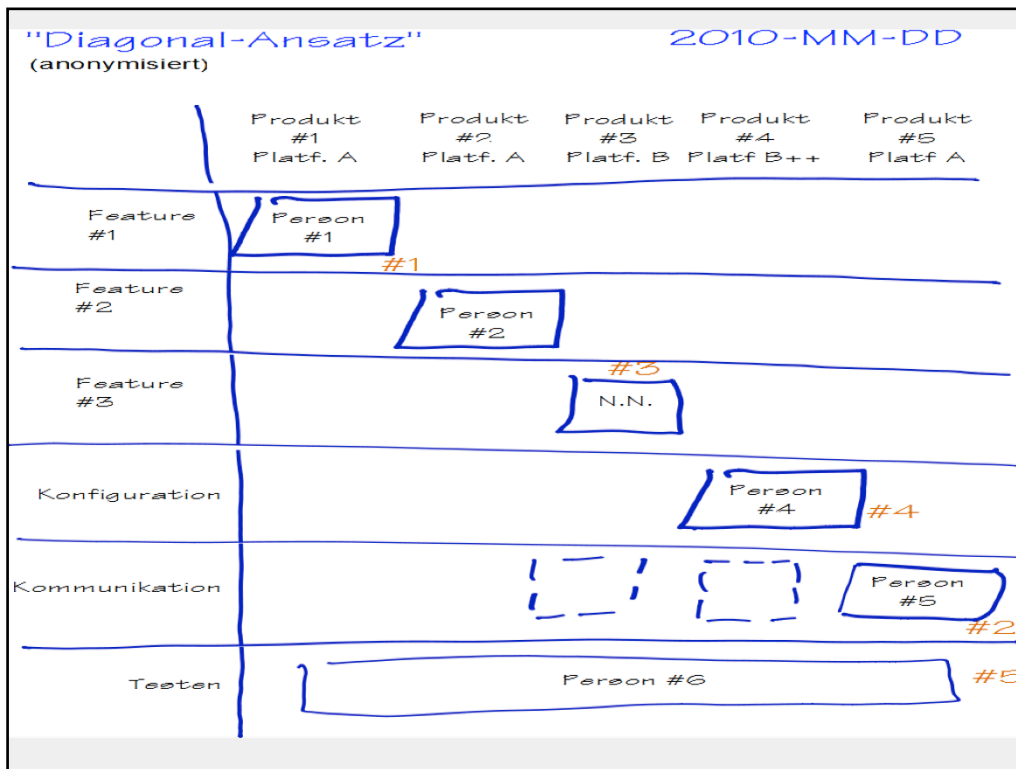 "Diagonal-Ansatz" 2010-MM-DD
(anonymisiert)
Produkt Produkt Produkt Produkt Produkt
#1 #2 #3 #4 #5
Platf. A Platf. A Platf. B Platf B++ Platf A
Feature
#1
Person
#1
#1
Feature
#2
Person
#2
Feature
#3
#3
N.N.
Konfiguration
Person
#4
#4
Kommunikation
Person
#5
#2
Testen
Person #6
#5